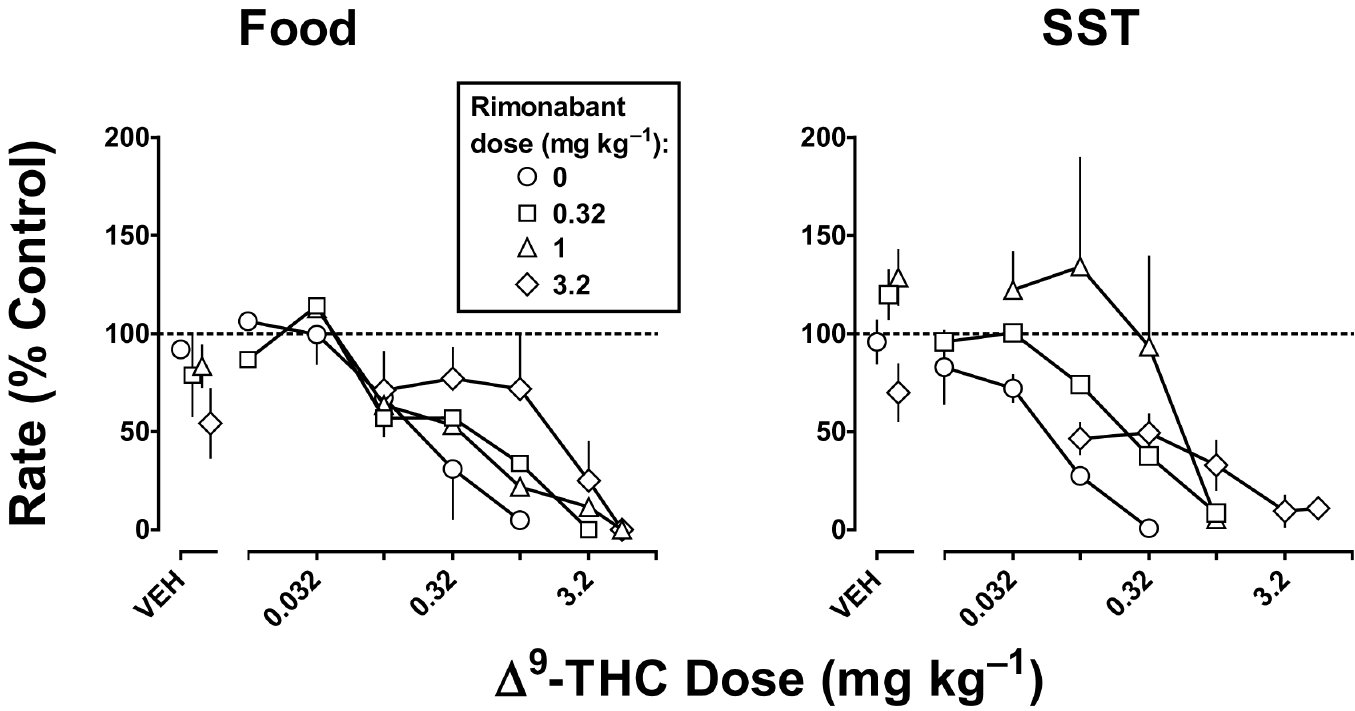 Food
SST
Rimonabant
dose (mg kg⁻¹):
0
0.32
1
3.2
Rate (% Control)
200
150
100
50
0
VEH
0.032
0.32
3.2
200
150
100
50
0
VEH
0.032
0.32
3.2
Δ⁹-THC Dose (mg kg⁻¹)